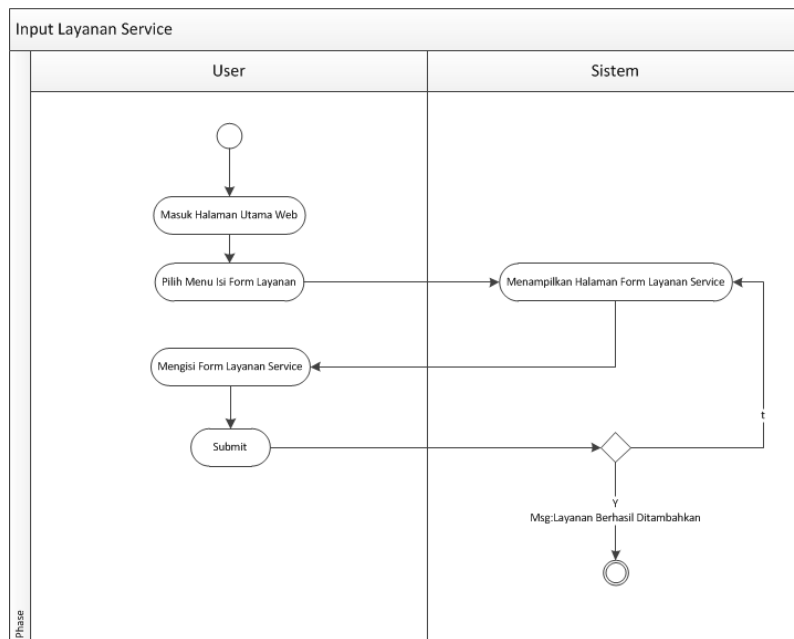 Input Layanan Service
User
Sistem
Masuk Halaman Utama Web
Pilih Menu Isi Form Layanan
Menampilkan Halaman Form Layanan Service
Mengisi Form Layanan Service
t
Submit
Y
Msg:Layanan Berhasil Ditambahkan
Phase